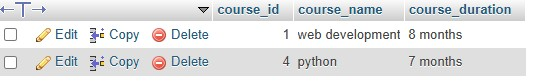 course_id course_name course_duration
Edit Copy Delete 1 web development 8 months
Edit Copy Delete 4 python 7 months